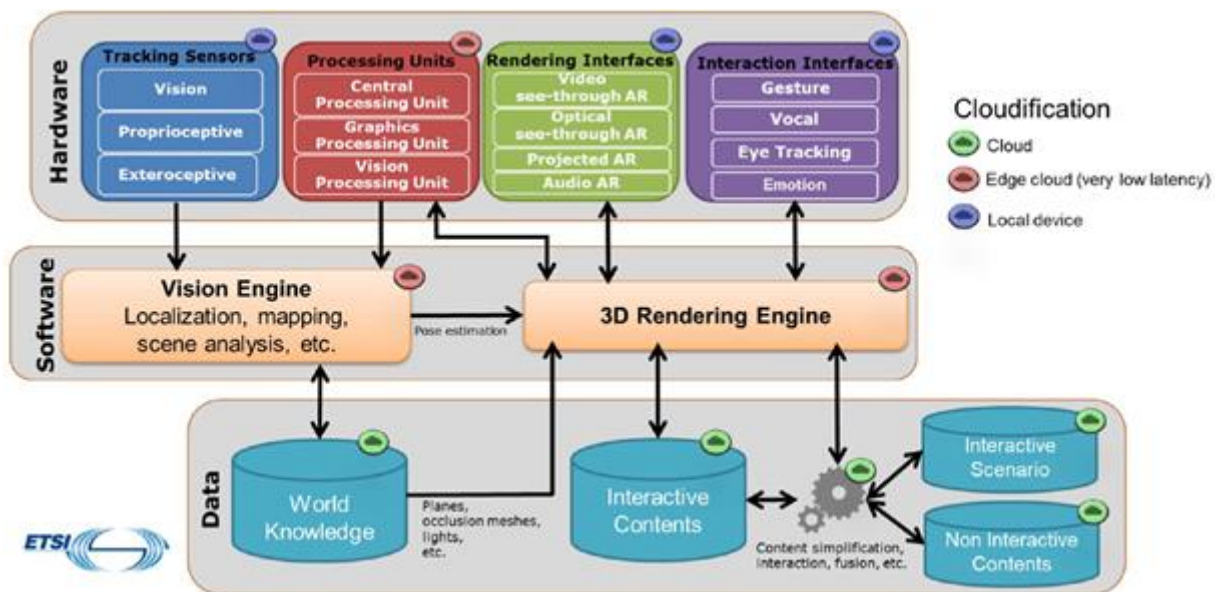 Hardware
Tracking Sensors
Vision
Proprioceptive
Exteroceptive
Processing Units
Central
Processing Unit
Graphics
Processing Unit
Vision
Processing Unit
Rendering Interfaces
Video
see-through AR
Optical
see-through AR
Projected AR
Audio AR
Interaction Interfaces
Gesture
Vocal
Eye Tracking
Emotion
Cloudification
Cloud
Edge cloud (very low latency)
Local device
Software
Vision Engine
Localization, mapping,
scene analysis, etc.
Pose estimation
3D Rendering Engine
Data
World
Knowledge
Planes,
occlusion meshes,
lights,
etc.
Interactive
Contents
Content simplification,
interaction, fusion, etc.
Interactive
Scenario
Non Interactive
Contents
ETSI